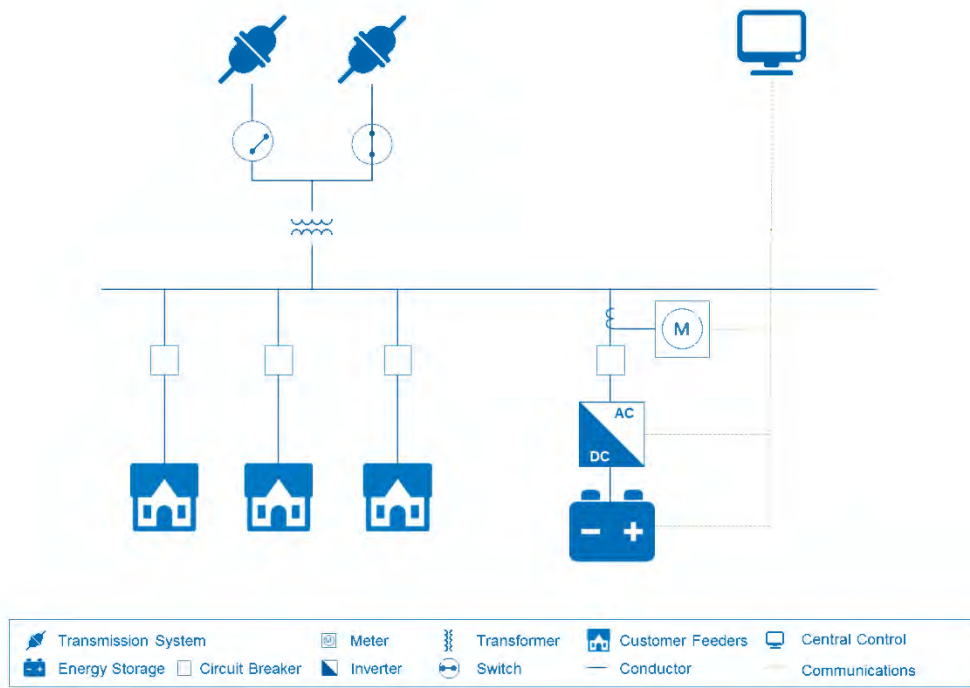 M
AC
DC
Transmission System Meter Transformer Customer Feeders Central Control
Energy Storage Circuit Breaker Inverter Switch Conductor Communications